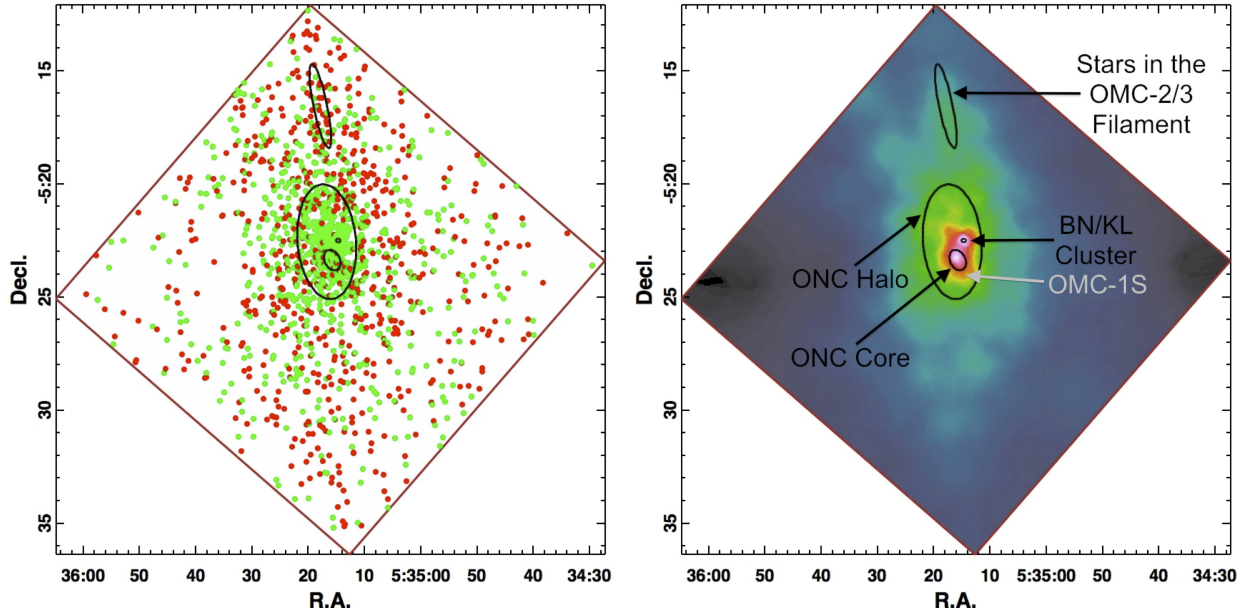 15
-5:20
25
30
35
Decl.
36:00
50
40
30
20
10
5:35:00
50
40
34:30
R.A.
15
-5:20
25
30
35
Decl.
36:00
50
40
30
20
10
5:35:00
50
40
34:30
R.A.
Stars in the
OMC-2/3
Filament
BN/KL
Cluster
ONC Halo
OMC-1S
ONC Core